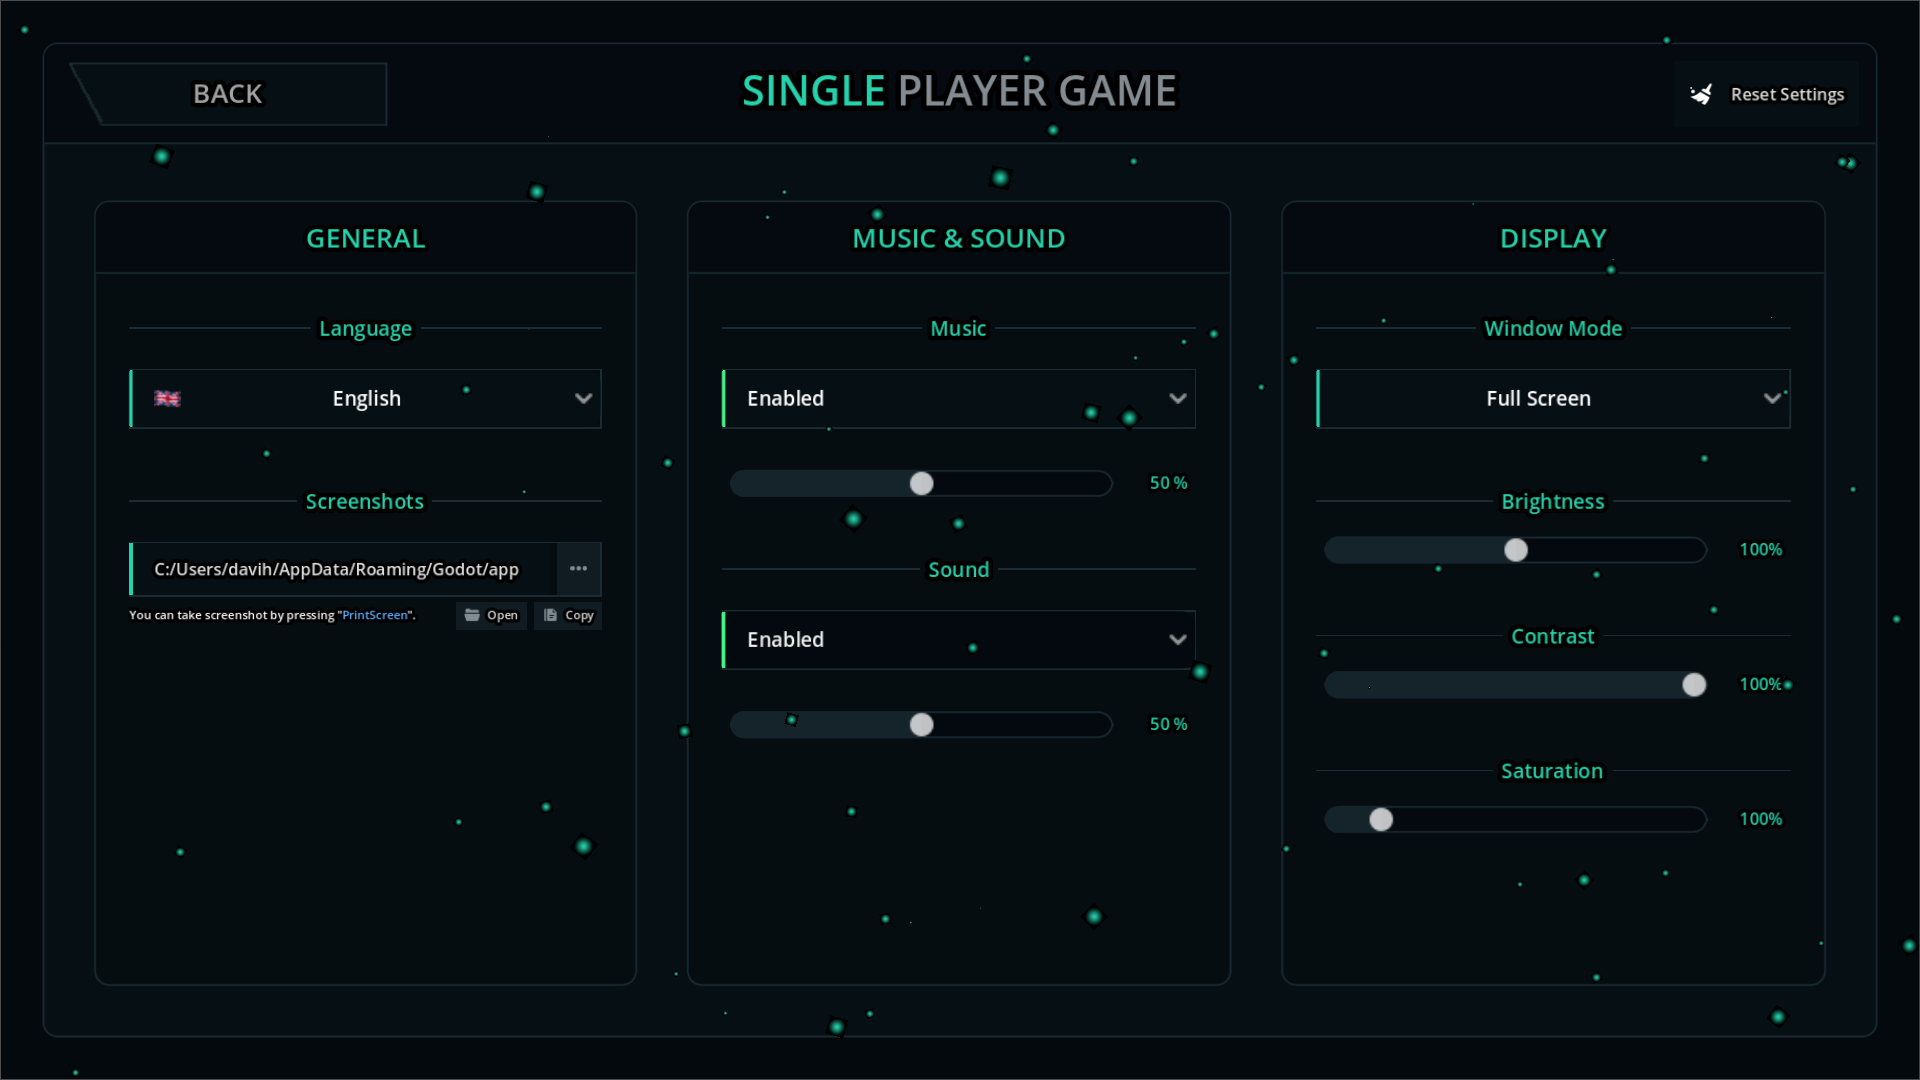 BACK
SINGLE PLAYER GAME
Reset Settings
GENERAL
Language
English
Screenshots
C:/Users/davih/AppData/Roaming/Godot/app
...
You can take screenshot by pressing "PrintScreen".
Open
Copy
MUSIC & SOUND
Music
Enabled
50 %
Sound
Enabled
50 %
DISPLAY
Window Mode
Full Screen
Brightness
100%
Contrast
100%
Saturation
100%